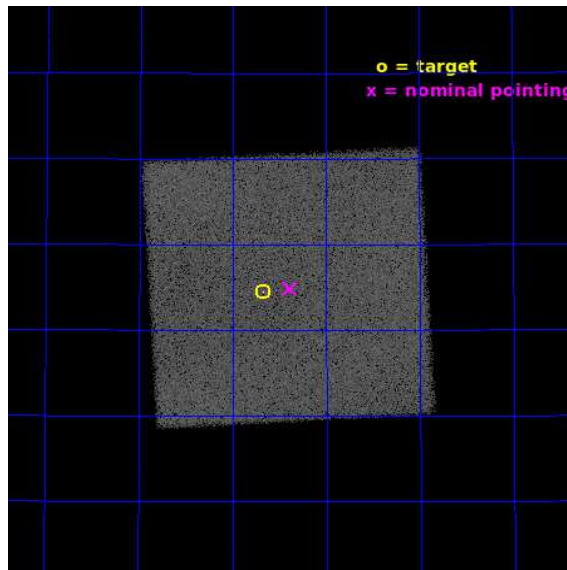 o = target
x = nominal pointing